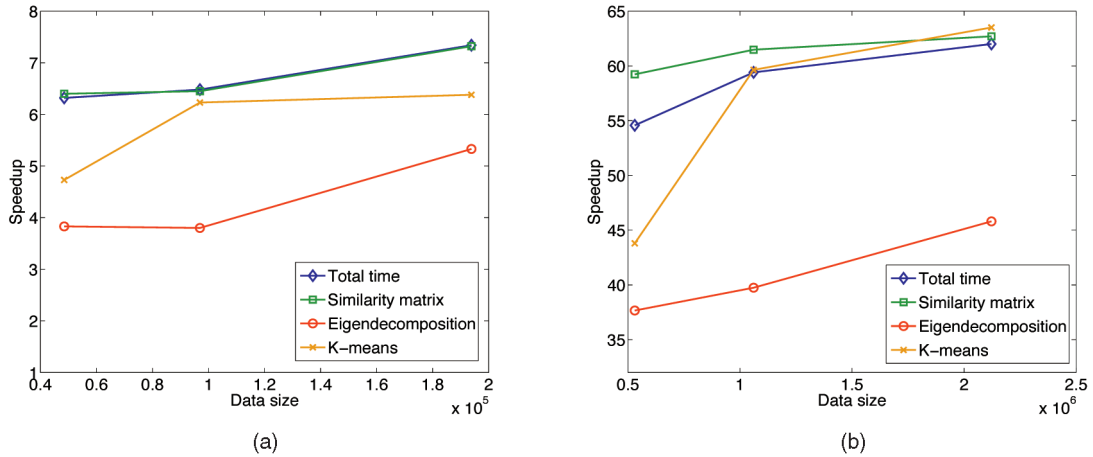 8
7
6
5
4
3
2
1
Speedup
0.4 0.6 0.8 1 1.2 1.4 1.6 1.8 2
Data size
x 10^5
Total time
Similarity matrix
Eigendecomposition
K-means
(a)
65
60
55
50
45
40
35
Speedup
0.5 1 1.5 2 2.5
Data size
x 10^6
Total time
Similarity matrix
Eigendecomposition
K-means
(b)